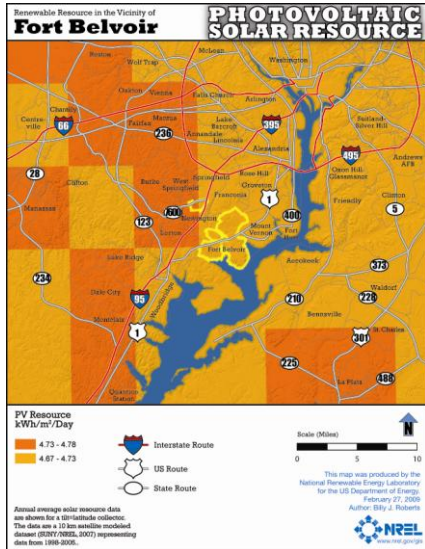 Renewable Resource in the Vicinity of
Fort Belvoir
PHOTOVOLTAIC
SOLAR RESOURCE
Reston
Wolf Trap
McLean
Washington
Oakton
Vienna
Falls Church
Arlington
Chantilly
Centre-
ville
66
Fairfax
Mantua
236
Annandale
Lincolnia
Lake
Barcroft
395
Suitland-
Silver Hill
Alexandria
495
Andrews
AFB
28
Clifton
Burke
West
Springfield
Springfield
Rose Hill
Groveton
Franconia
Oxon Hill-
Glassmanor
Clinton
5
Manassas
123
Newington
1
400
Friendly
Lorton
Mount
Vernon
Fort
Fort Belvoir
Lake Ridge
Accokeek
373
234
Dale City
95
Woodbridge
210
228
Waldorf
Montclair
1
Bennsville
St Charles
301
Quantico
Station
225
La Plata
488
PV Resource
kWh/m²/Day
4.73 - 4.78
4.67 - 4.73
Interstate Route
US Route
State Route
N
Scale (Miles)
0 5 10
Annual average solar resource data
are shown for a tilt=latitude collector.
The data are a 10 km satellite modeled
dataset (SUNY/NREL, 2007) representing
data from 1998-2005.
This map was produced by the
National Renewable Energy Laboratory
for the US Department of Energy.
February 27, 2009
Author: Billy J. Roberts
NREL
www.nrel.gov/gis